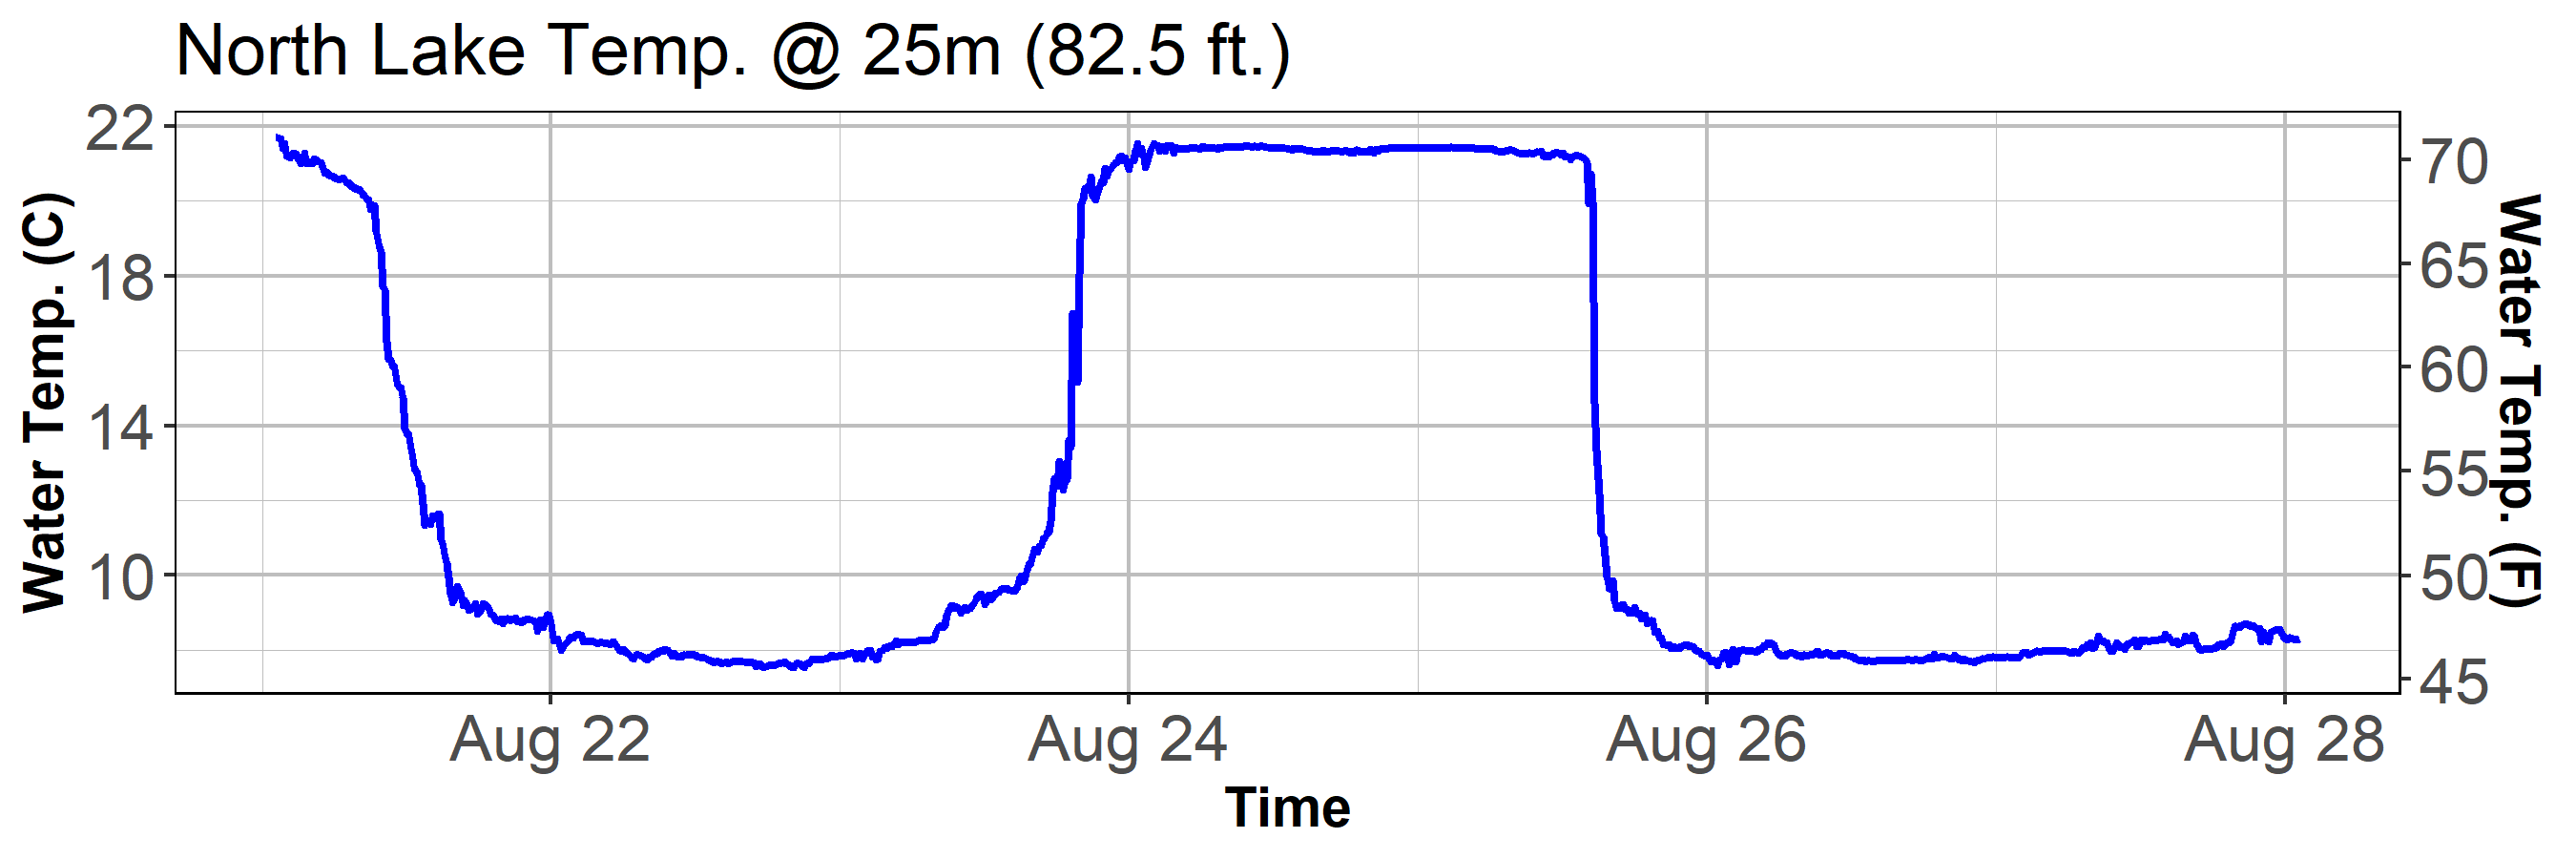 North Lake Temp. @ 25m (82.5 ft.)
Water Temp. (C)
22
18
14
10
70
65
60
55
50
45
Water Temp. (F)
Aug 22
Aug 24
Aug 26
Aug 28
Time